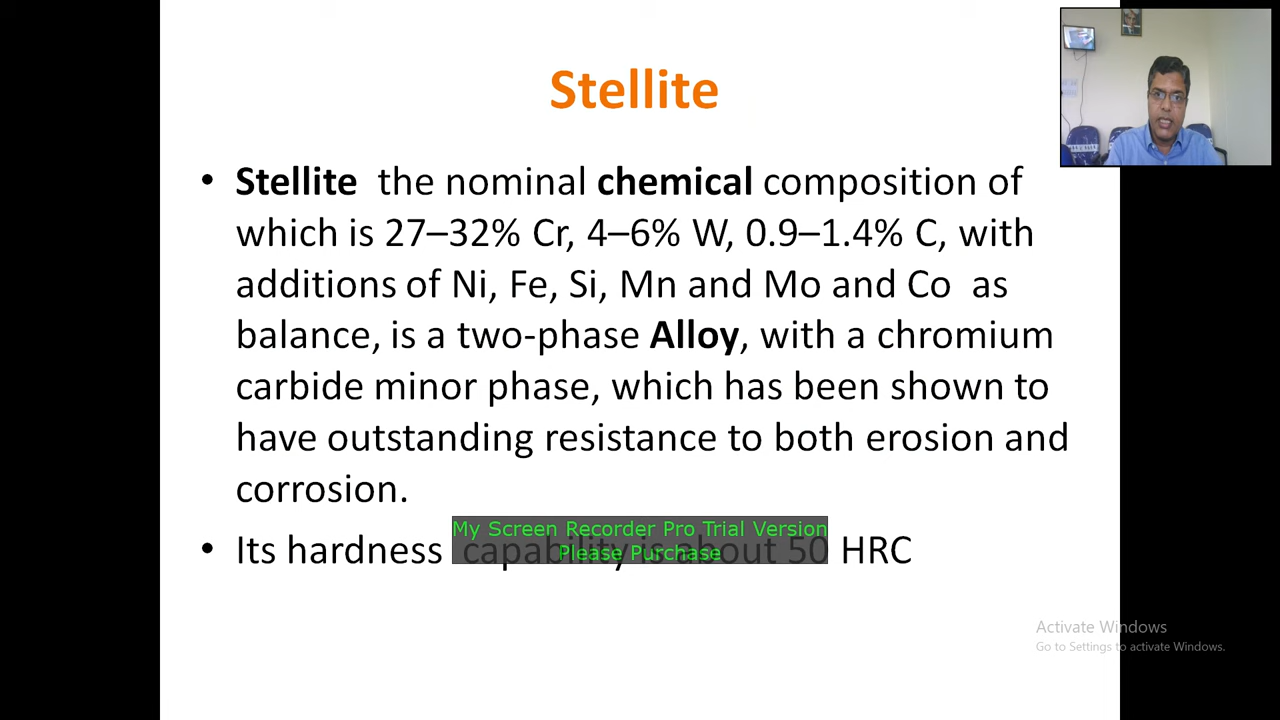 Stellite
• Stellite the nominal chemical composition of
which is 27–32% Cr, 4–6% W, 0.9–1.4% C, with
additions of Ni, Fe, Si, Mn and Mo and Co as
balance, is a two-phase Alloy, with a chromium
carbide minor phase, which has been shown to
have outstanding resistance to both erosion and
corrosion.
• Its hardness capability is about 50 HRC
My Screen Recorder Pro Trial Version
Please Purchase
Activate Windows
Go to Settings to activate Windows.